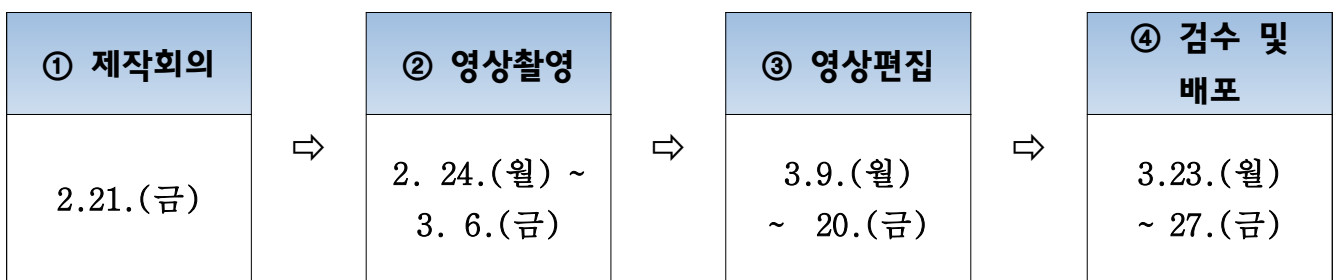 ① 제작회의
2.21.(금)
⇨
② 영상촬영
2. 24.(월) ~
3. 6.(금)
⇨
③ 영상편집
3.9.(월)
~ 20.(금)
⇨
④ 검수 및
배포
3.23.(월)
~ 27.(금)